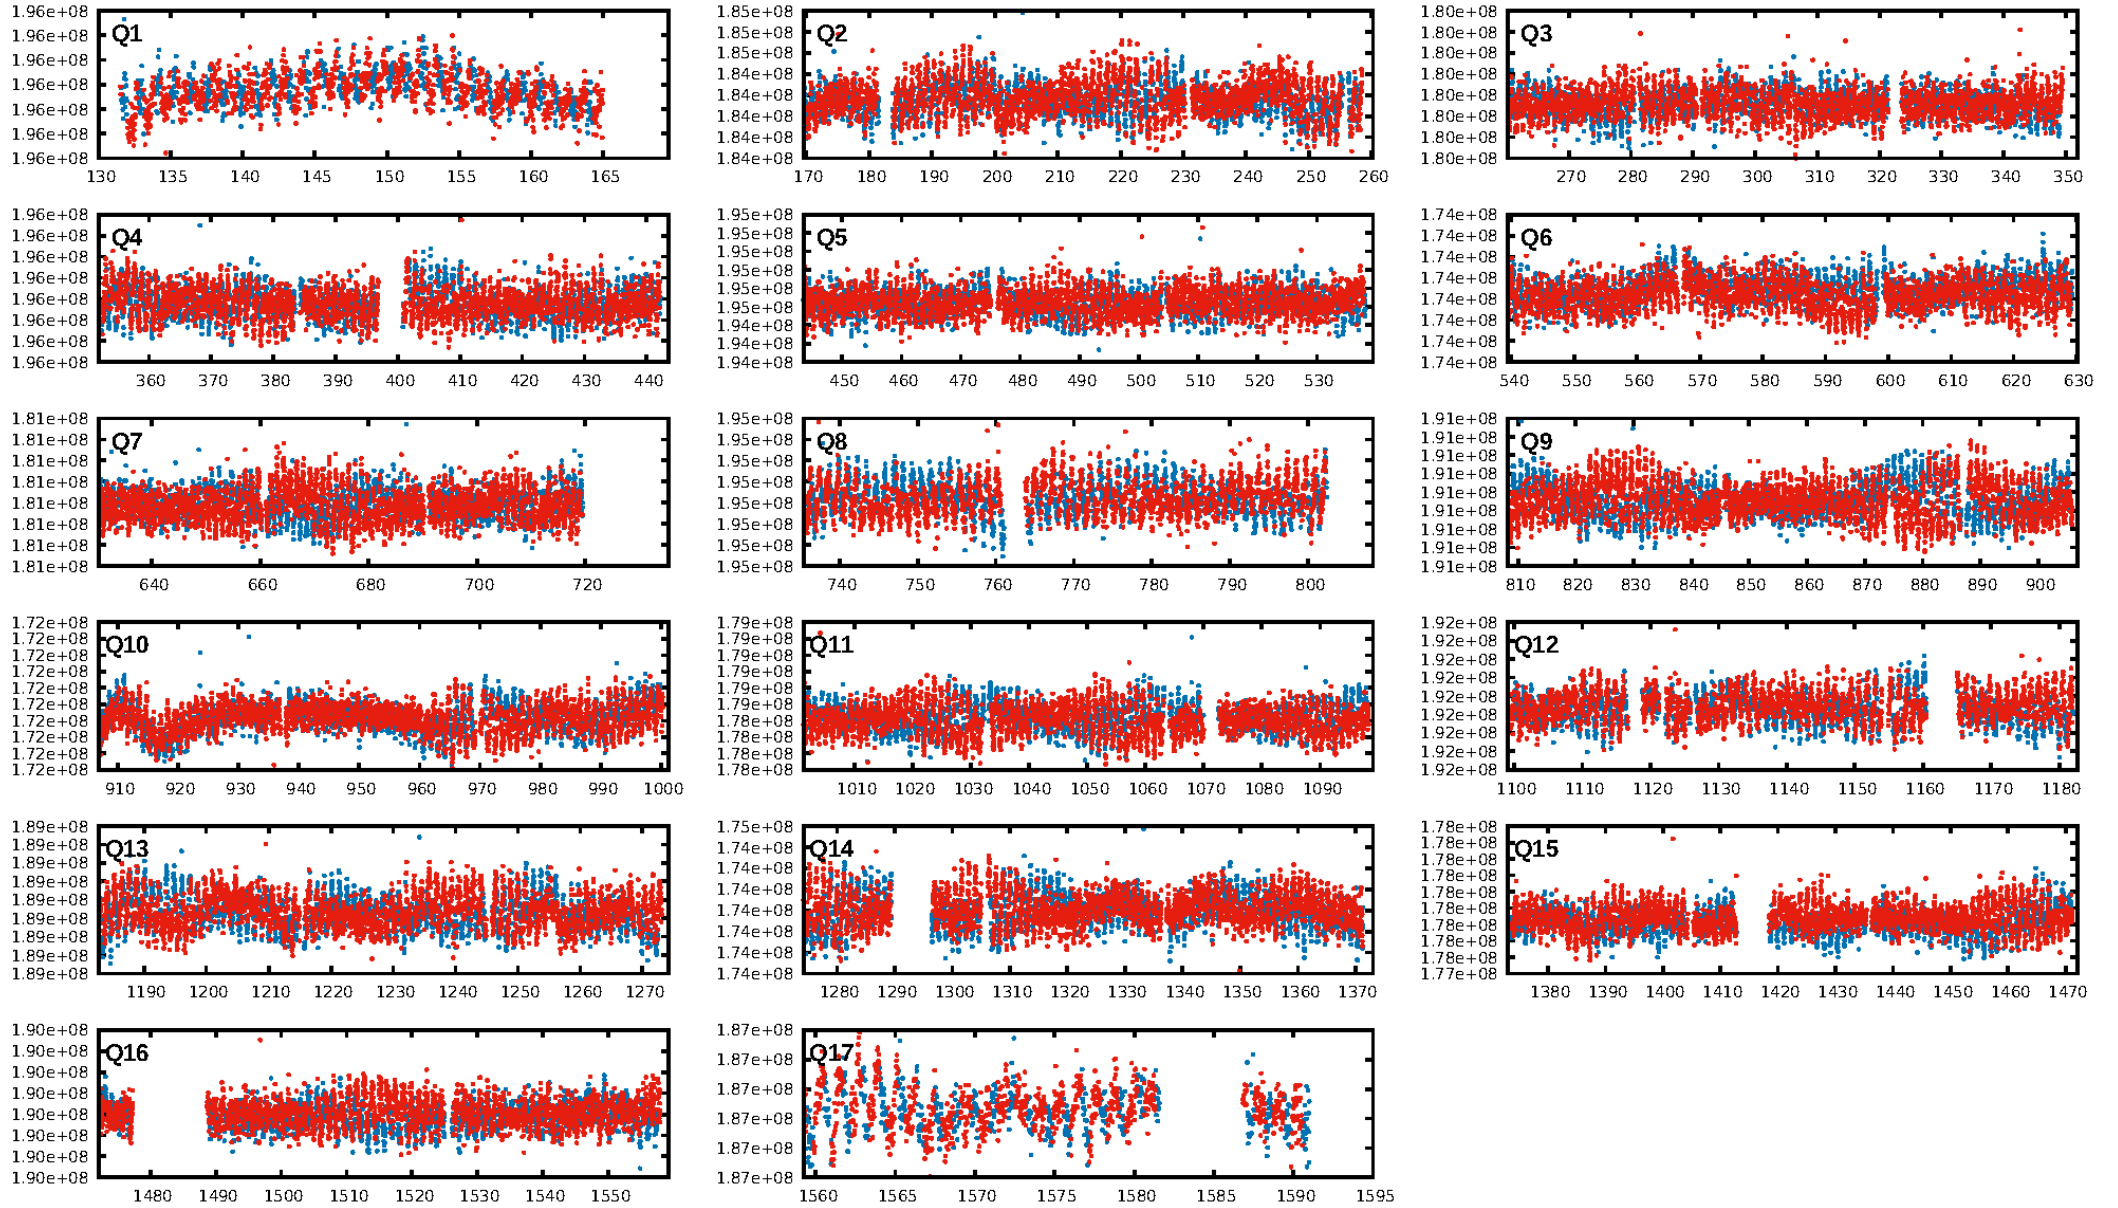 1.96e+08
1.96e+08
1.96e+08
1.96e+08
1.96e+08
1.96e+08
1.96e+08
Q1
130 135 140 145 150 155 160 165
1.85e+08
1.85e+08
1.85e+08
1.84e+08
1.84e+08
1.84e+08
1.84e+08
1.84e+08
Q2
170 180 190 200 210 220 230 240 250 260
1.80e+08
1.80e+08
1.80e+08
1.80e+08
1.80e+08
1.80e+08
1.80e+08
1.80e+08
Q3
270 280 290 300 310 320 330 340 350
1.96e+08
1.96e+08
1.96e+08
1.96e+08
1.96e+08
1.96e+08
1.96e+08
1.96e+08
Q4
360 370 380 390 400 410 420 430 440
1.95e+08
1.95e+08
1.95e+08
1.95e+08
1.95e+08
1.95e+08
1.94e+08
1.94e+08
1.94e+08
Q5
450 460 470 480 490 500 510 520 530
1.74e+08
1.74e+08
1.74e+08
1.74e+08
1.74e+08
1.74e+08
1.74e+08
1.74e+08
Q6
540 550 560 570 580 590 600 610 620 630
1.81e+08
1.81e+08
1.81e+08
1.81e+08
1.81e+08
1.81e+08
1.81e+08
1.81e+08
Q7
640 660 680 700 720
1.95e+08
1.95e+08
1.95e+08
1.95e+08
1.95e+08
1.95e+08
1.95e+08
1.95e+08
Q8
740 750 760 770 780 790 800
1.91e+08
1.91e+08
1.91e+08
1.91e+08
1.91e+08
1.91e+08
1.91e+08
1.91e+08
1.91e+08
Q9
810 820 830 840 850 860 870 880 890 900
1.72e+08
1.72e+08
1.72e+08
1.72e+08
1.72e+08
1.72e+08
1.72e+08
1.72e+08
1.72e+08
1.72e+08
Q10
910 920 930 940 950 960 970 980 990 1000
1.79e+08
1.79e+08
1.79e+08
1.79e+08
1.79e+08
1.79e+08
1.78e+08
1.78e+08
1.78e+08
1.78e+08
Q11
1010 1020 1030 1040 1050 1060 1070 1080 1090
1.92e+08
1.92e+08
1.92e+08
1.92e+08
1.92e+08
1.92e+08
1.92e+08
1.92e+08
1.92e+08
Q12
1100 1110 1120 1130 1140 1150 1160 1170 1180
1.89e+08
1.89e+08
1.89e+08
1.89e+08
1.89e+08
1.89e+08
1.89e+08
1.89e+08
1.89e+08
Q13
1190 1200 1210 1220 1230 1240 1250 1260 1270
1.75e+08
1.74e+08
1.74e+08
1.74e+08
1.74e+08
1.74e+08
1.74e+08
1.74e+08
Q14
1280 1290 1300 1310 1320 1330 1340 1350 1360 1370
1.78e+08
1.78e+08
1.78e+08
1.78e+08
1.78e+08
1.78e+08
1.78e+08
1.78e+08
1.78e+08
1.77e+08
Q15
1380 1390 1400 1410 1420 1430 1440 1450 1460 1470
1.90e+08
1.90e+08
1.90e+08
1.90e+08
1.90e+08
1.90e+08
1.90e+08
1.90e+08
Q16
1480 1490 1500 1510 1520 1530 1540 1550
1.87e+08
1.87e+08
1.87e+08
1.87e+08
1.87e+08
1.87e+08
Q17
1560 1565 1570 1575 1580 1585 1590 1595